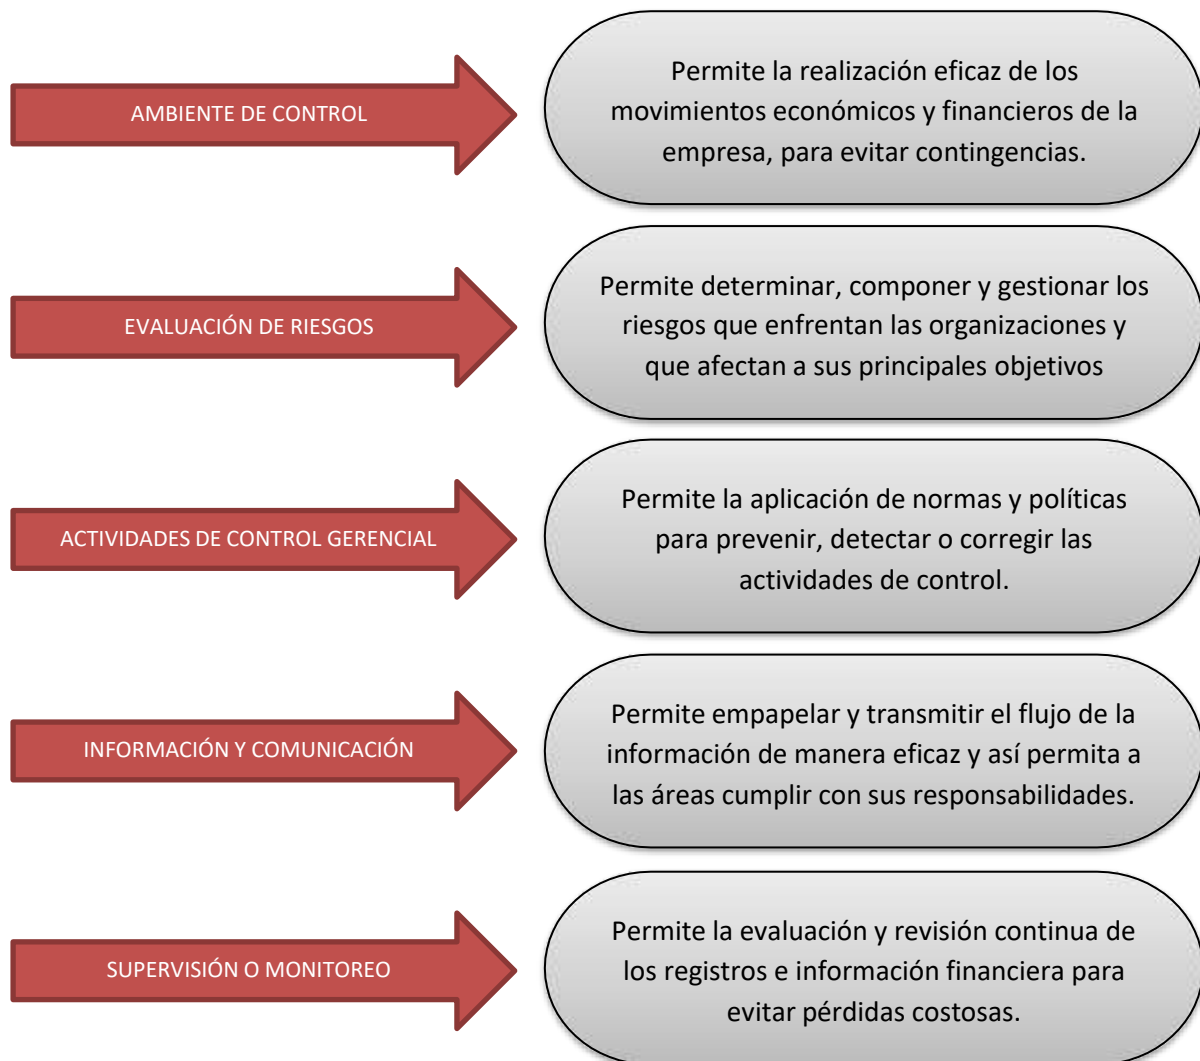 AMBIENTE DE CONTROL
Permite la realización eficaz de los
movimientos económicos y financieros de la
empresa, para evitar contingencias.
EVALUACIÓN DE RIESGOS
Permite determinar, componer y gestionar los
riesgos que enfrentan las organizaciones y
que afectan a sus principales objetivos
ACTIVIDADES DE CONTROL GERENCIAL
Permite la aplicación de normas y políticas
para prevenir, detectar o corregir las
actividades de control.
INFORMACIÓN Y COMUNICACIÓN
Permite empapelar y transmitir el flujo de la
información de manera eficaz y así permita a
las áreas cumplir con sus responsabilidades.
SUPERVISIÓN O MONITOREO
Permite la evaluación y revisión continua de
los registros e información financiera para
evitar pérdidas costosas.